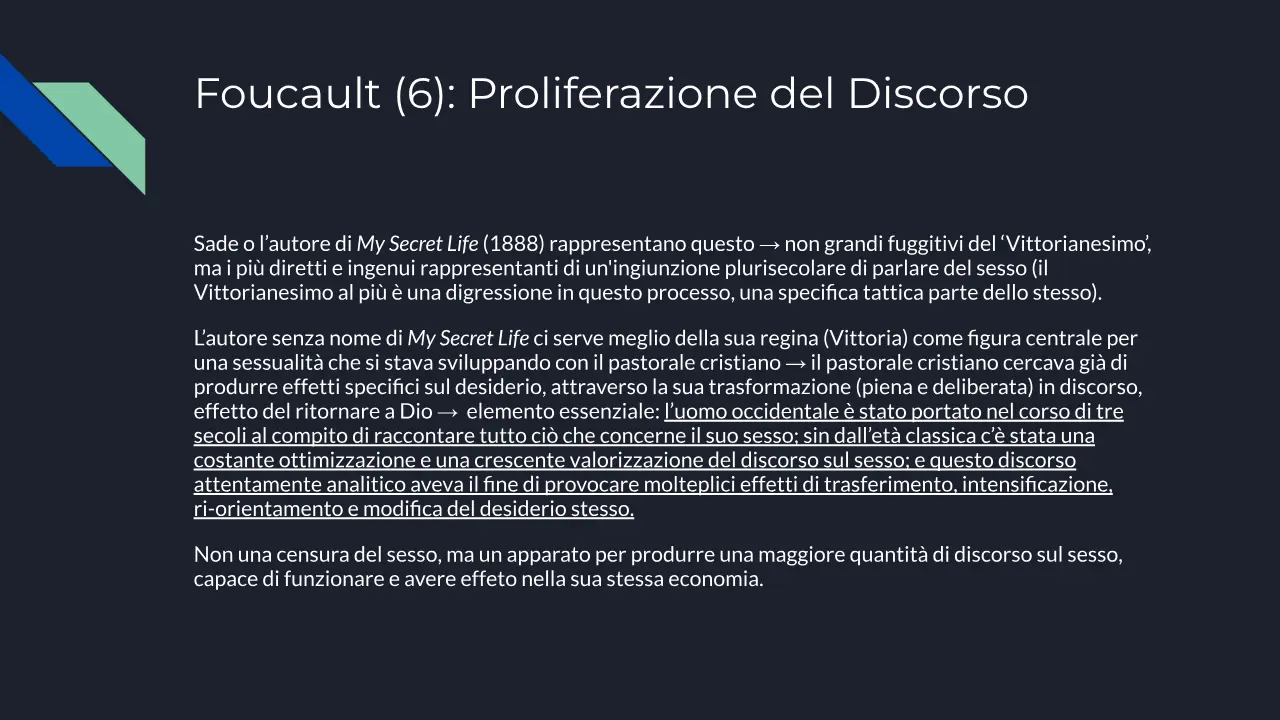 Foucault (6): Proliferazione del Discorso
Sade o l’autore di My Secret Life (1888) rappresentano questo → non grandi fuggitivi del ‘Vittorianesimo’,
ma i più diretti e ingenui rappresentanti di un'ingiunzione plurisecolare di parlare del sesso (il
Vittorianesimo al più è una digressione in questo processo, una specifica tattica parte dello stesso).
L’autore senza nome di My Secret Life ci serve meglio della sua regina (Vittoria) come figura centrale per
una sessualità che si stava sviluppando con il pastorale cristiano → il pastorale cristiano cercava già di
produrre effetti specifici sul desiderio, attraverso la sua trasformazione (piena e deliberata) in discorso,
effetto del ritornare a Dio → elemento essenziale: l’uomo occidentale è stato portato nel corso di tre
secoli al compito di raccontare tutto ciò che concerne il suo sesso; sin dall’età classica c’è stata una
costante ottimizzazione e una crescente valorizzazione del discorso sul sesso; e questo discorso
attentamente analitico aveva il fine di provocare molteplici effetti di trasferimento, intensificazione,
ri-orientamento e modifica del desiderio stesso.
Non una censura del sesso, ma un apparato per produrre una maggiore quantità di discorso sul sesso,
capace di funzionare e avere effeto nella sua stessa economia.